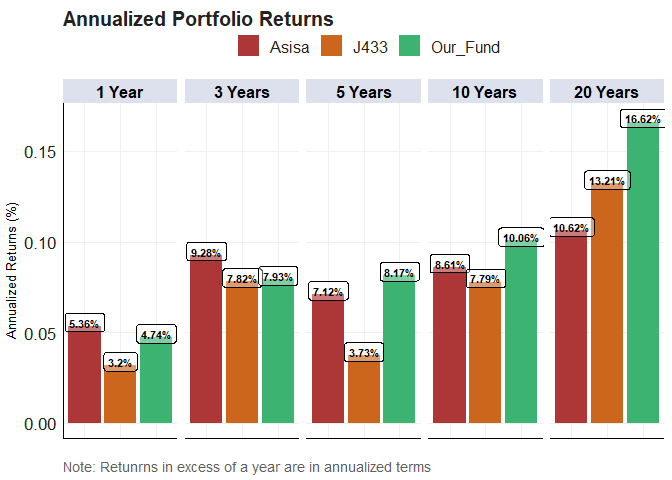 Annualized Portfolio Returns
Asisa J433 Our_Fund
1 Year 3 Years 5 Years 10 Years 20 Years
Annualized Returns (%)
0.15
0.10
0.05
0.00
5.36% 3.2% 4.74%
9.28% 7.82% 7.93%
7.12% 3.73% 8.17%
8.61% 7.79% 10.06%
10.62% 13.21% 16.62%
Note: Retunrns in excess of a year are in annualized terms